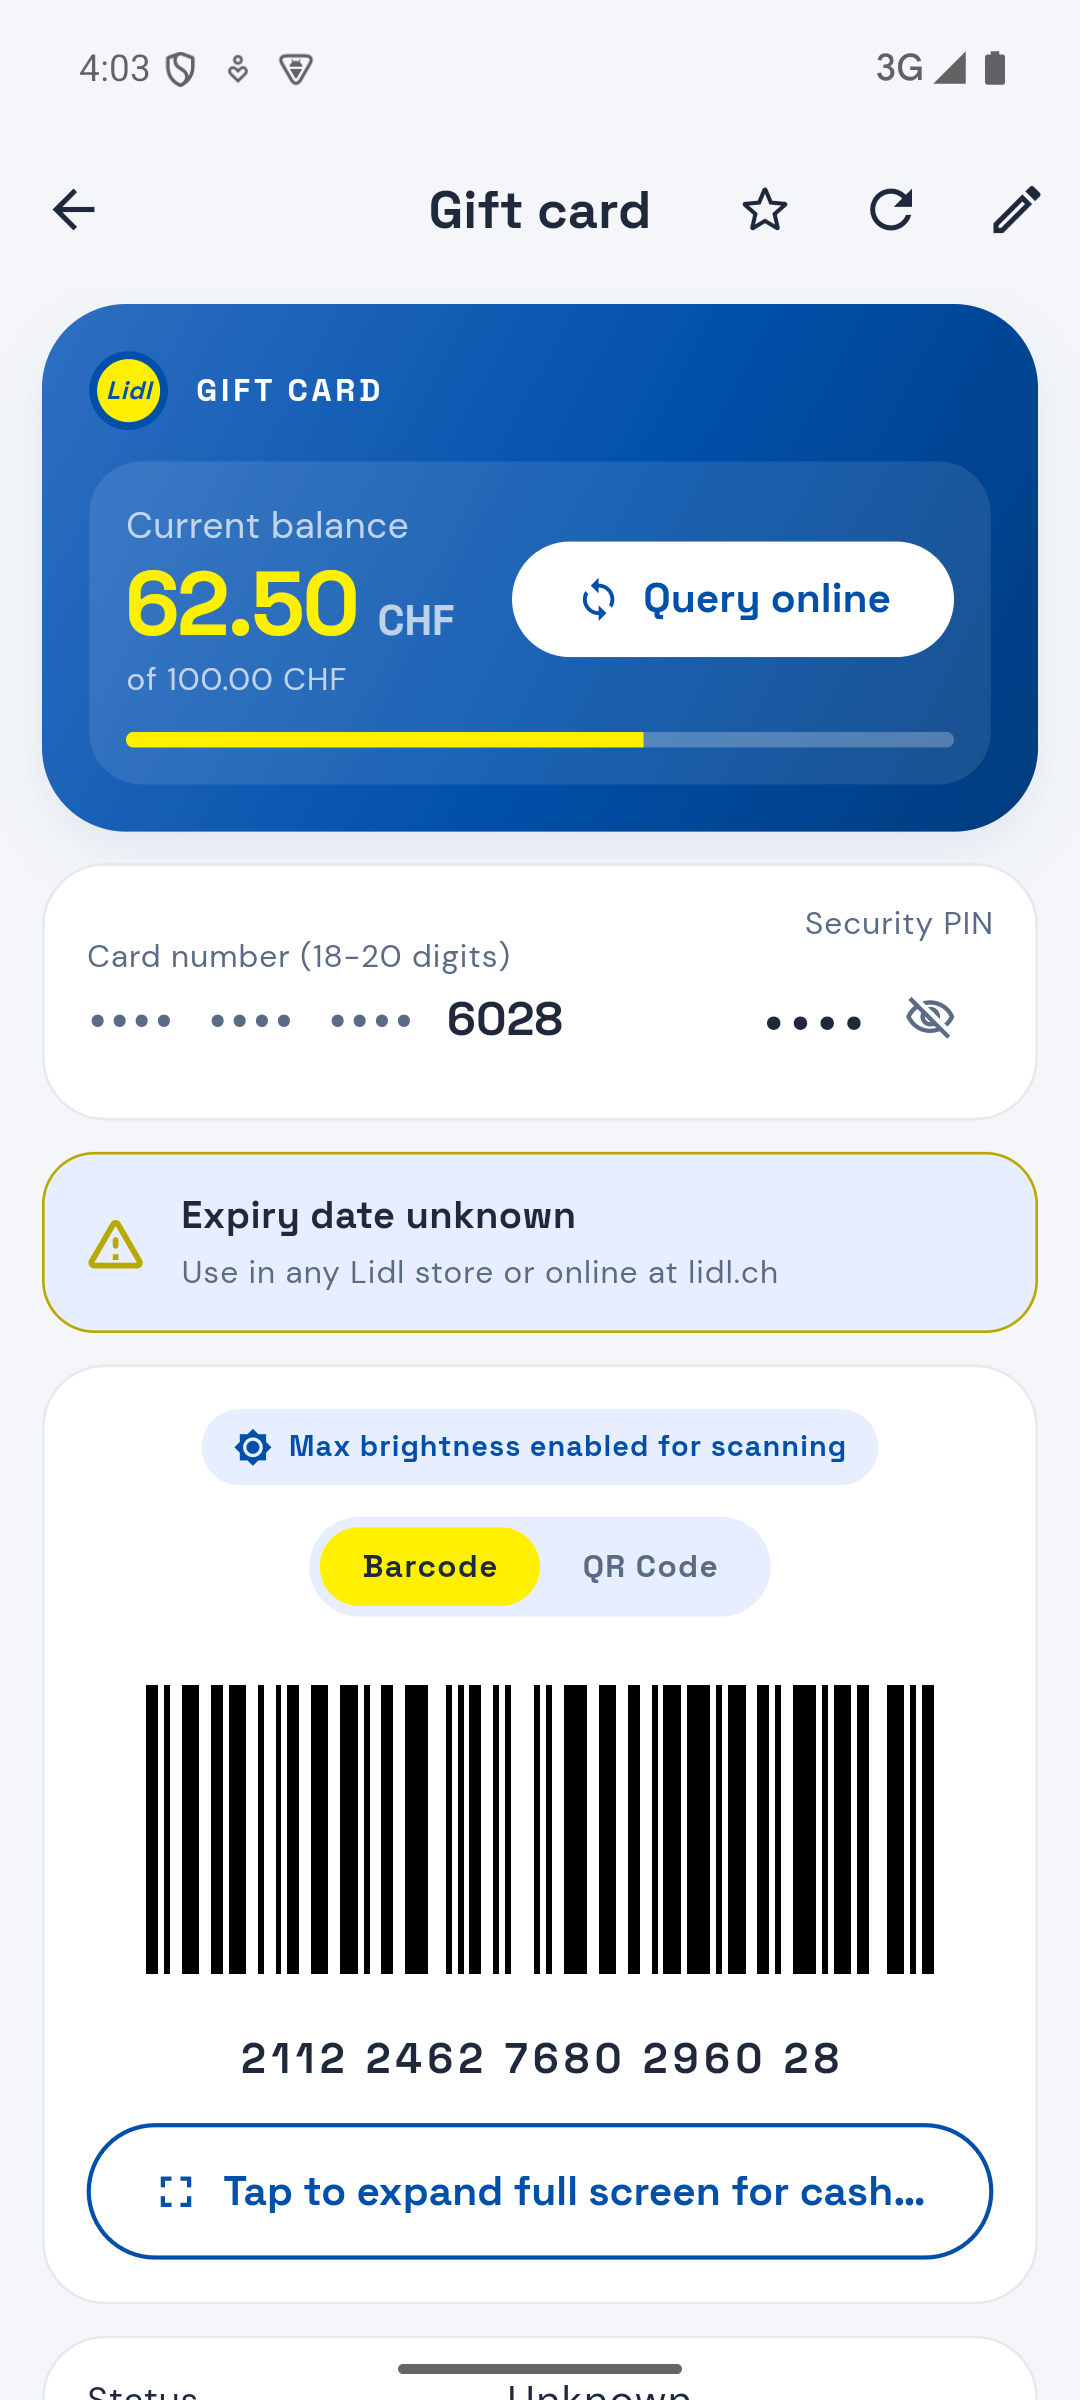 4:03
3G
Gift card
Lidl
GIFT CARD
Current balance
62.50 CHF
of 100.00 CHF
Query online
Security PIN
Card number (18-20 digits)
•••• •••• •••• 6028
••••
Expiry date unknown
Use in any Lidl store or online at lidl.ch
Max brightness enabled for scanning
Barcode
QR Code
2112 2462 7680 2960 28
Tap to expand full screen for cash...
Status
Unknown